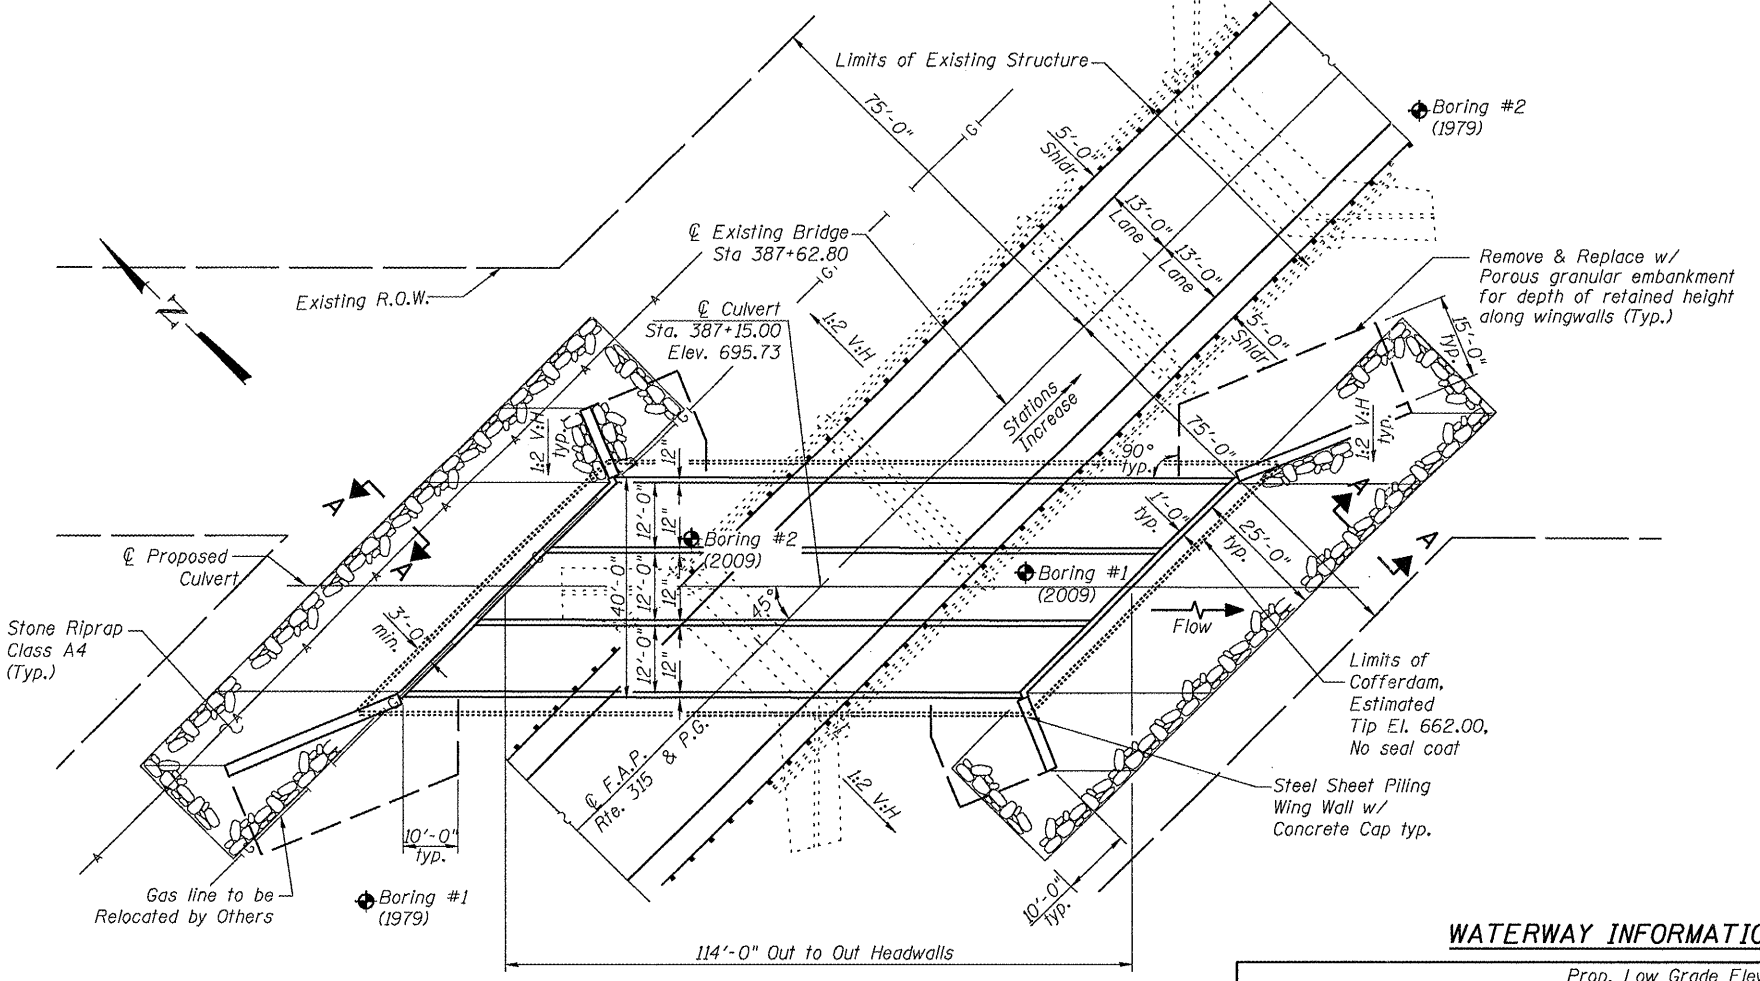 Limits of Existing Structure
Boring #2
(1979)
75'-0"
G
5'-0"
Shldr
13'-0"
Lane
13'-0"
Lane
℄ Existing Bridge
Sta 387+62.80
Remove & Replace w/
Porous granular embankment
for depth of retained height
along wingwalls (Typ.)
N
Existing R.O.W.
G
℄ Culvert
Sta. 387+15.00
Elev. 695.73
1:2 V:H
5'-0"
Shldr
15'-0"
typ.
Stations
Increase
75'-0"
1:2 V:H
typ.
12"
90°
typ.
1:2 V:H
typ.
A
A
12'-0"
12"
Boring #2
(2009)
1'-0"
typ.
25'-0"
typ.
A
A
℄ Proposed
Culvert
40'-0"
12'-0"
12"
45°
Boring #1
(2009)
Flow
Stone Riprap
Class A4
(Typ.)
3'-0"
min.
12'-0"
12"
Limits of
Cofferdam,
Estimated
Tip El. 662.00,
No seal coat
℄ F.A.P.
Rte. 315 & P.G.
1:2 V:H
Steel Sheet Piling
Wing Wall w/
Concrete Cap typ.
10'-0"
typ.
Gas line to be
Relocated by Others
Boring #1
(1979)
10'-0"
typ.
114'-0" Out to Out Headwalls
WATERWAY INFORMATIO
Prop. Low Grade Elev